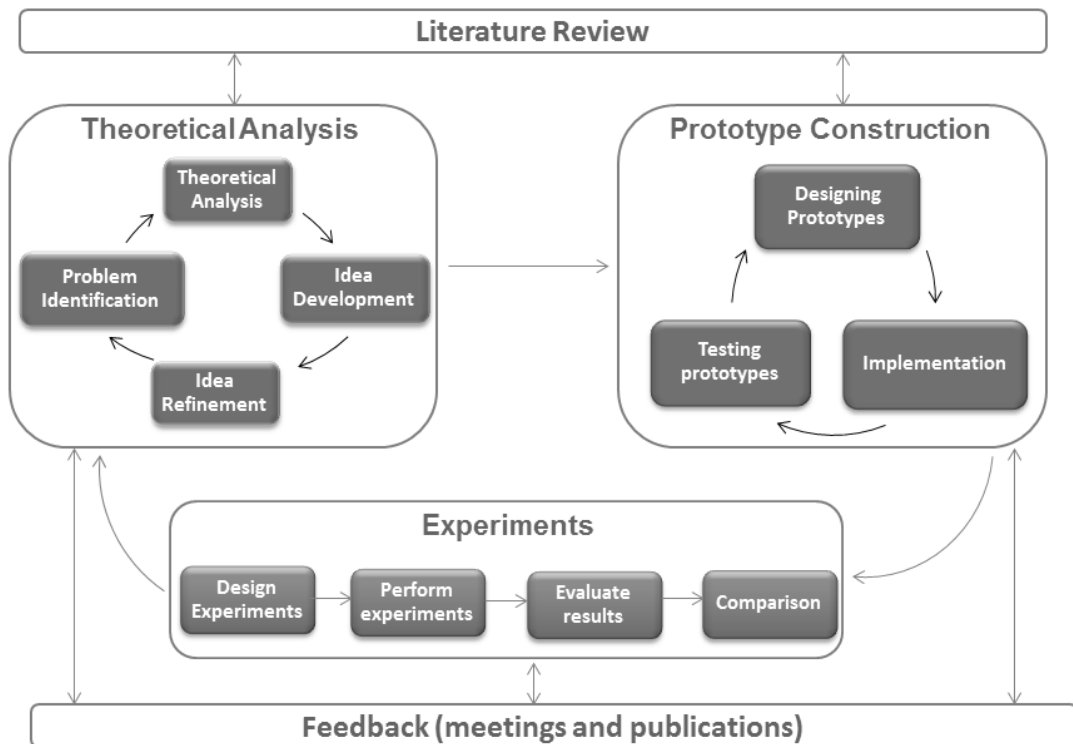 Literature Review
Theoretical Analysis
Theoretical
Analysis
Problem
Identification
Idea
Development
Idea
Refinement
Prototype Construction
Designing
Prototypes
Testing
prototypes
Implementation
Experiments
Design
Experiments
Perform
experiments
Evaluate
results
Comparison
Feedback (meetings and publications)